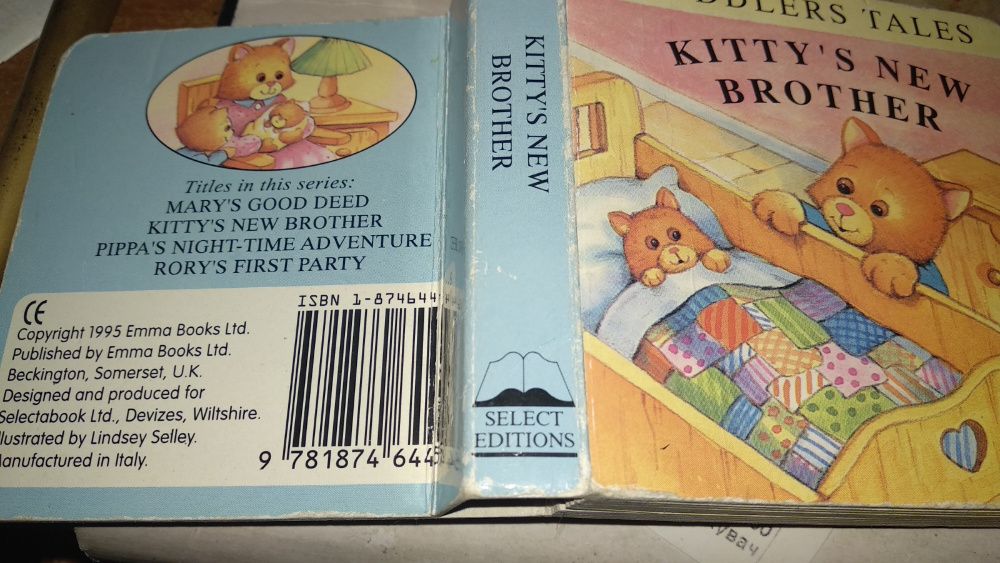 Titles in this series:
MARY'S GOOD DEED
KITTY'S NEW BROTHER
PIPPA'S NIGHT-TIME ADVENTURE
RORY'S FIRST PARTY
CE
Copyright 1995 Emma Books Ltd.
Published by Emma Books Ltd.
Beckington, Somerset, U.K.
Designed and produced for
Selectabook Ltd., Devizes, Wiltshire.
llustrated by Lindsey Selley.
anufactured in Italy.
ISBN 1-874644
9 781874 644
KITTY'S NEW
BROTHER
SELECT
EDITIONS
DDLERS TALES
KITTY'S NEW
BROTHER